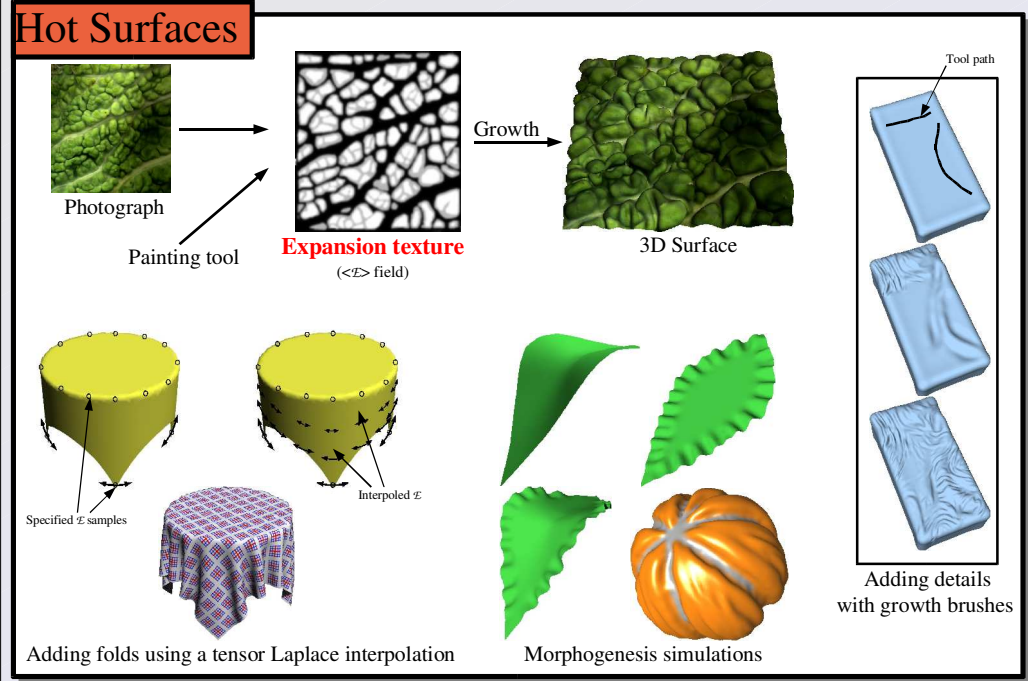 Hot Surfaces
Photograph
Painting tool
Expansion texture
(<ℰ> field)
Growth
3D Surface
Tool path
Specified ℰ samples
Interpoled ℰ
Adding folds using a tensor Laplace interpolation
Morphogenesis simulations
Adding details
with growth brushes